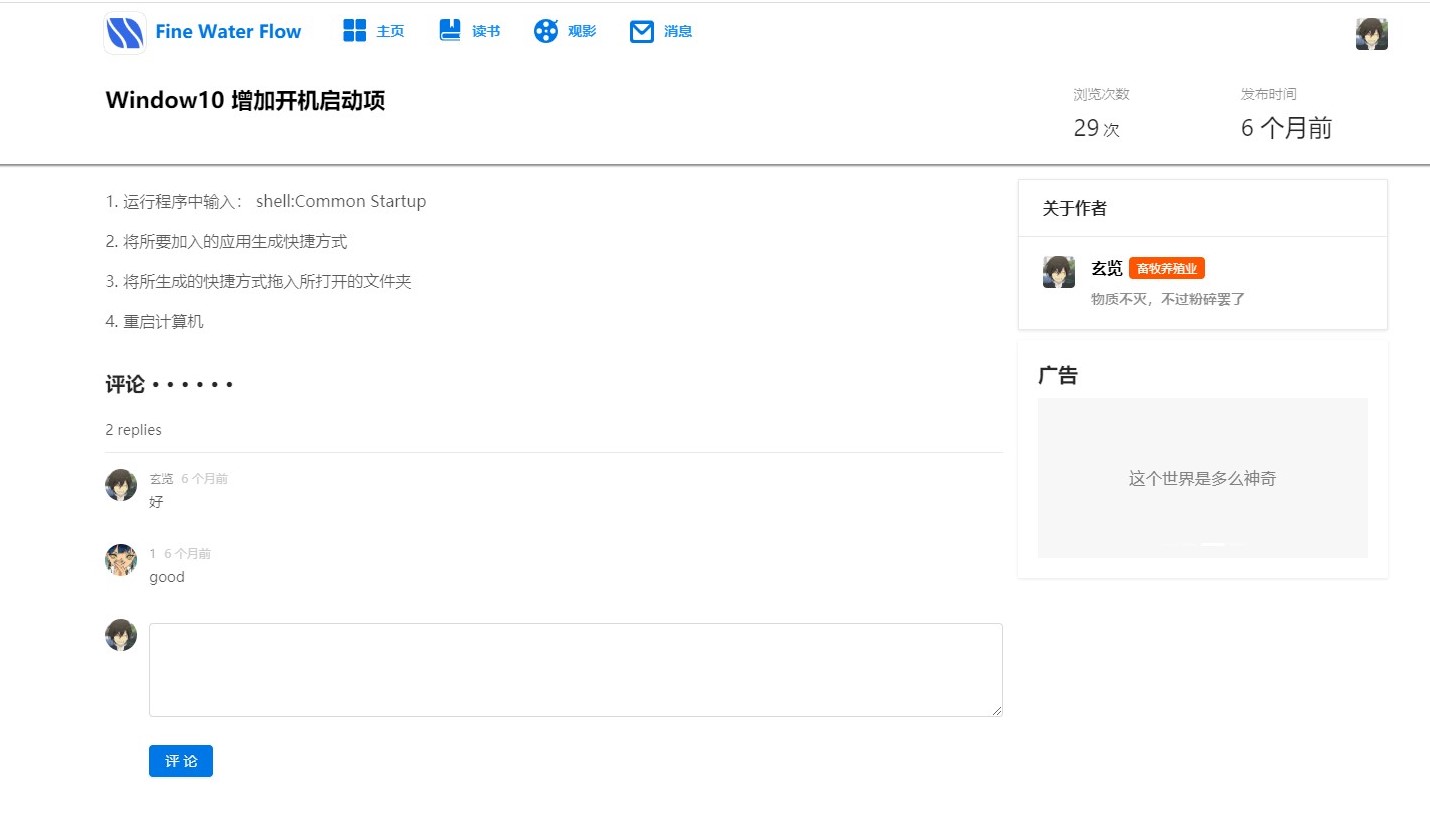 Fine Water Flow 主页 读书 观影 消息
Window10 增加开机启动项
浏览次数
29 次
发布时间
6 个月前
1. 运行程序中输入： shell:Common Startup
2. 将所要加入的应用生成快捷方式
3. 将所生成的快捷方式拖入所打开的文件夹
4. 重启计算机
评论 • • • • • •
2 replies
玄览 6 个月前
好
1 6 个月前
good
评 论
关于作者
玄览 畜牧养殖业
物质不灭，不过粉碎罢了
广告
这个世界是多么神奇